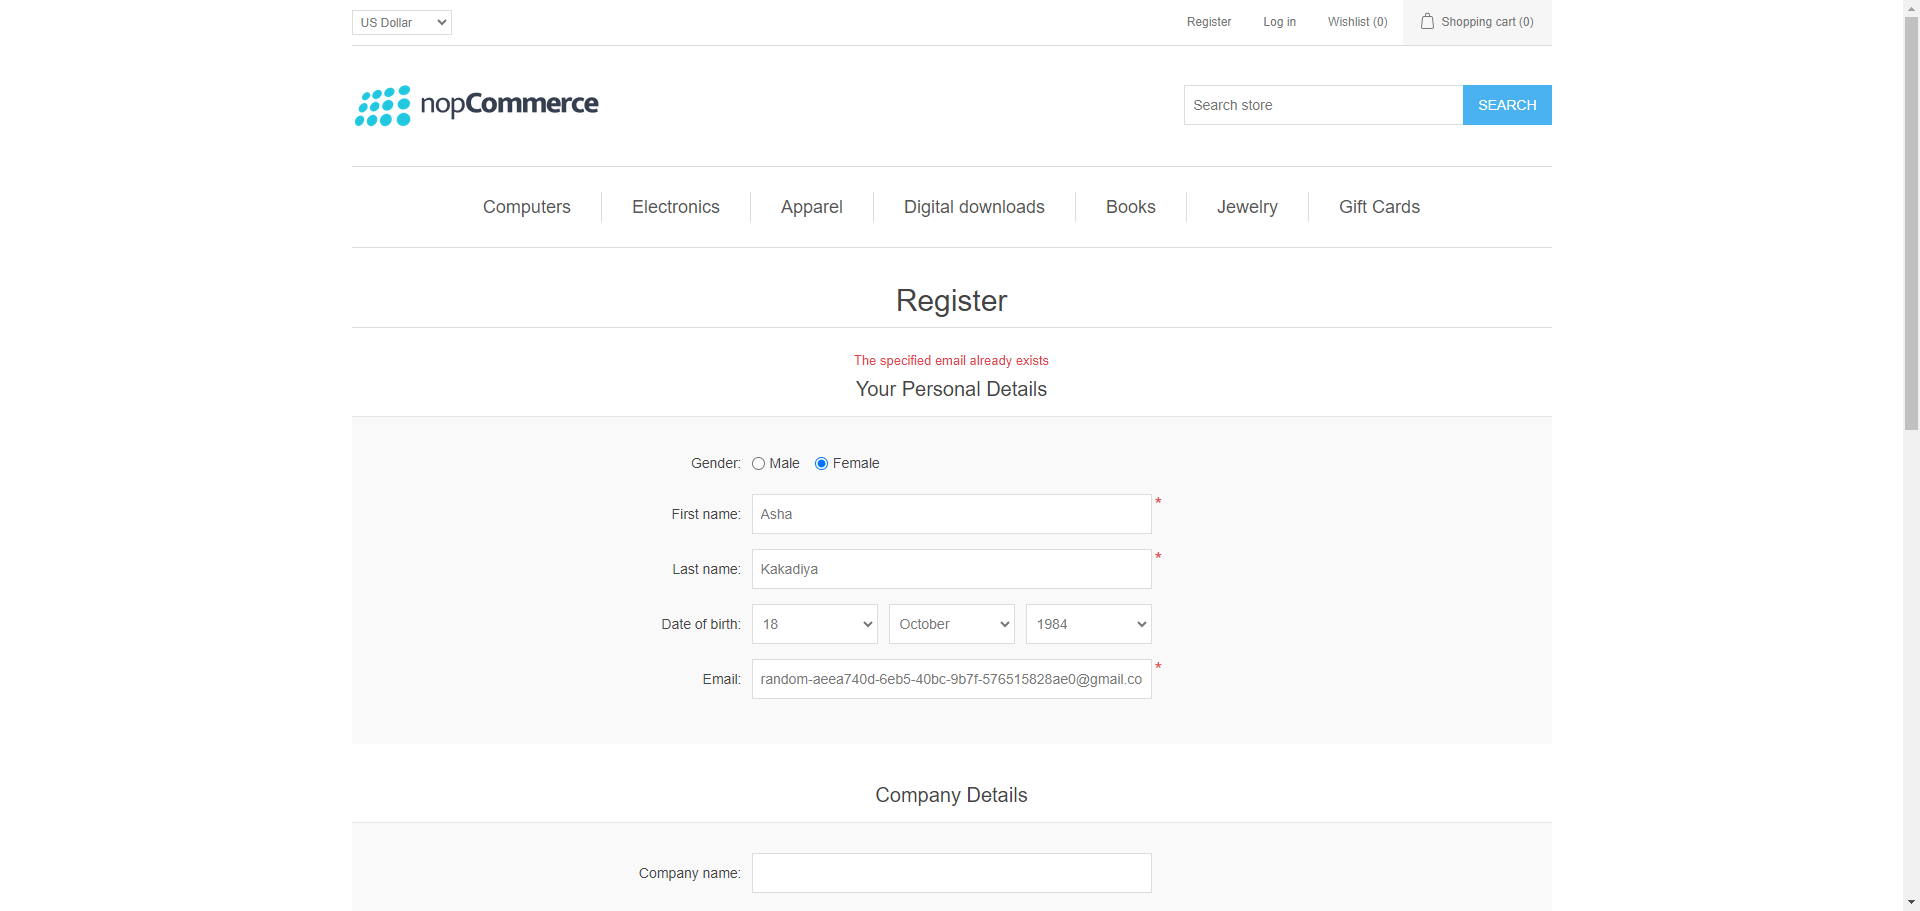 US Dollar
Register Log in Wishlist (0) Shopping cart (0)
nopCommerce
Search store SEARCH
Computers Electronics Apparel Digital downloads Books Jewelry Gift Cards
Register
The specified email already exists
Your Personal Details
Gender: Male Female
First name: Asha *
Last name: Kakadiya *
Date of birth: 18 October 1984
Email: random-aeea740d-6eb5-40bc-9b7f-576515828ae0@gmail.co *
Company Details
Company name: